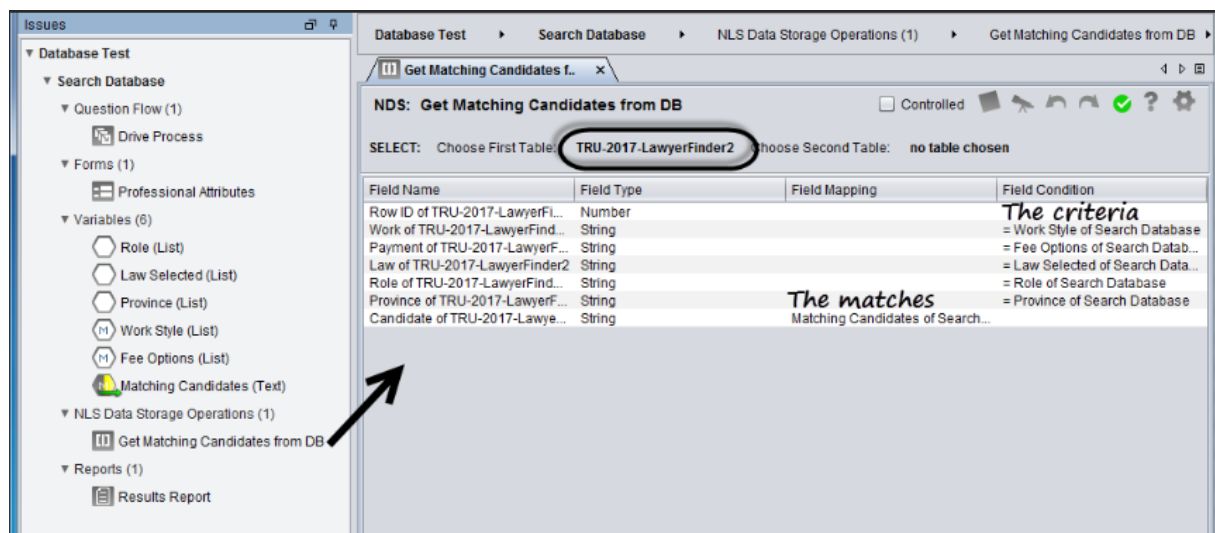 Issues
Database Test
Search Database
Question Flow (1)
Drive Process
Forms (1)
Professional Attributes
Variables (6)
Role (List)
Law Selected (List)
Province (List)
M Work Style (List)
M Fee Options (List)
Matching Candidates (Text)
NLS Data Storage Operations (1)
Get Matching Candidates from DB
Reports (1)
Results Report
Database Test Search Database NLS Data Storage Operations (1) Get Matching Candidates from DB
Get Matching Candidates f.. x
NDS: Get Matching Candidates from DB Controlled ?
SELECT: Choose First Table: TRU-2017-LawyerFinder2 hoose Second Table: no table chosen
Field Name Field Type Field Mapping Field Condition
Row ID of TRU-2017-LawyerFi... Number The criteria
Work of TRU-2017-LawyerFind... String = Work Style of Search Database
Payment of TRU-2017-LawyerF... String = Fee Options of Search Datab...
Law of TRU-2017-LawyerFinder2 String = Law Selected of Search Data...
Role of TRU-2017-LawyerFind... String = Role of Search Database
Province of TRU-2017-LawyerF... String The matches = Province of Search Database
Candidate of TRU-2017-Lawye... String Matching Candidates of Search...